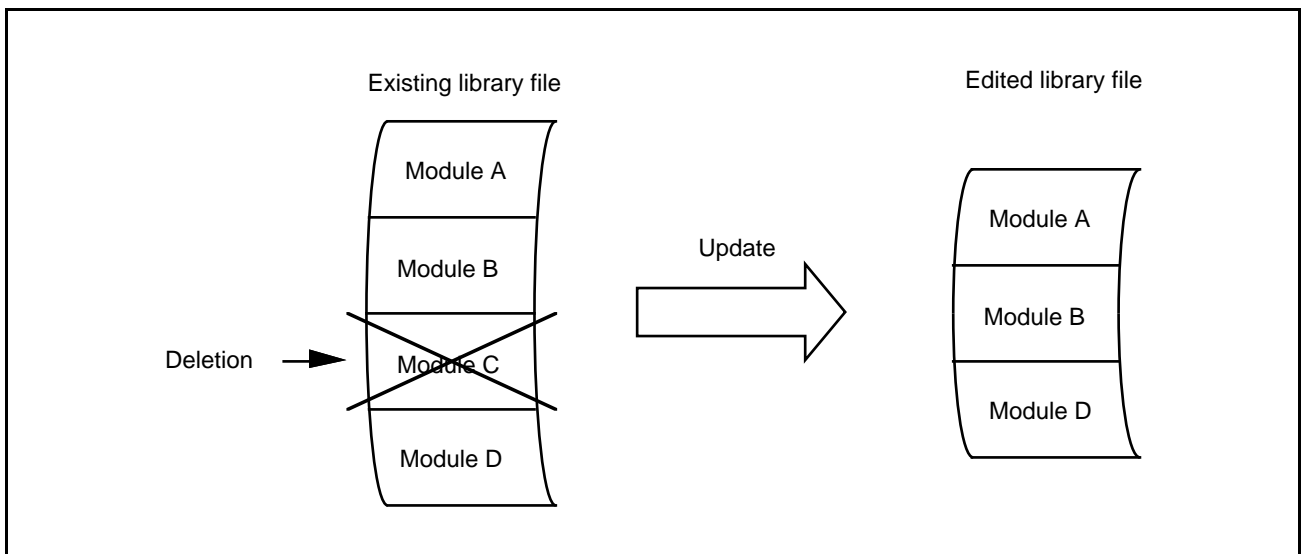 Existing library file
Edited library file
Module A
Module B
Deletion
Module C
Module D
Update
Module A
Module B
Module D